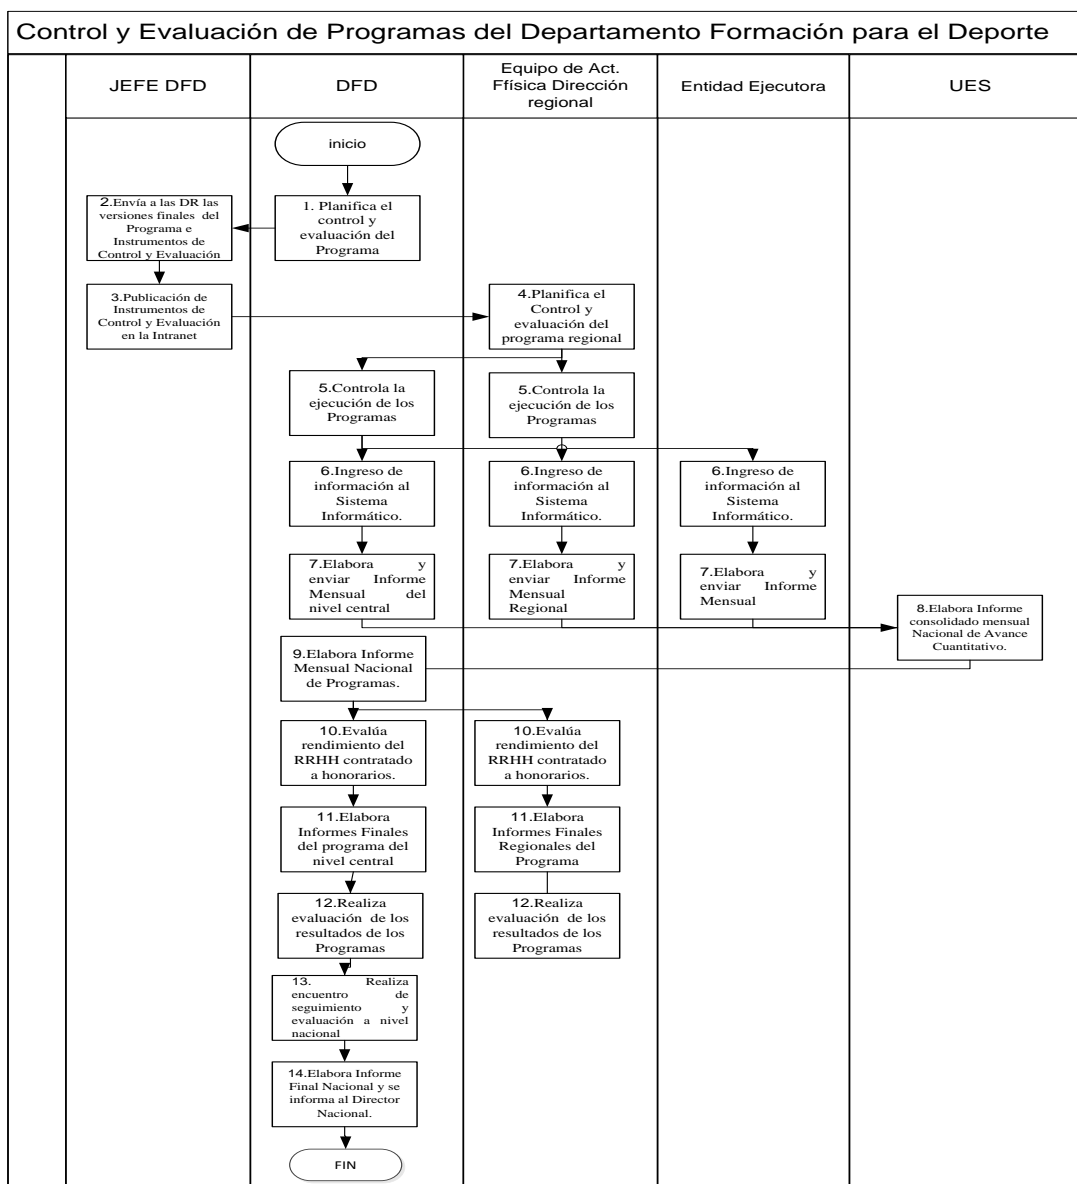 Control y Evaluación de Programas del Departamento Formación para el Deporte
JEFE DFD
DFD
Equipo de Act.
Ffísica Dirección
regional
Entidad Ejecutora
UES
inicio
1. Planifica el
control y
evaluación del
Programa
2.Envía a las DR las
versiones finales del
Programa e
Instrumentos de
Control y Evaluación
3.Publicación de
Instrumentos de
Control y Evaluación
en la Intranet
4.Planifica el
Control y
evaluación del
programa regional
5.Controla la
ejecución de los
Programas
5.Controla la
ejecución de los
Programas
6.Ingreso de
información al
Sistema
Informático.
6.Ingreso de
información al
Sistema
Informático.
6.Ingreso de
información al
Sistema
Informático.
7.Elabora y
enviar Informe
Mensual del
nivel central
7.Elabora y
enviar Informe
Mensual
Regional
7.Elabora y
enviar Informe
Mensual
8.Elabora Informe
consolidado mensual
Nacional de Avance
Cuantitativo.
9.Elabora Informe
Mensual Nacional
de Programas.
10.Evalúa
rendimiento del
RRHH contratado
a honorarios.
10.Evalúa
rendimiento del
RRHH contratado
a honorarios.
11.Elabora
Informes Finales
del programa del
nivel central
11.Elabora
Informes Finales
Regionales del
Programa
12.Realiza
evaluación de los
resultados de los
Programas
12.Realiza
evaluación de los
resultados de los
Programas
13. Realiza
encuentro de
seguimiento y
evaluación a nivel
nacional
14.Elabora Informe
Final Nacional y se
informa al Director
Nacional.
FIN